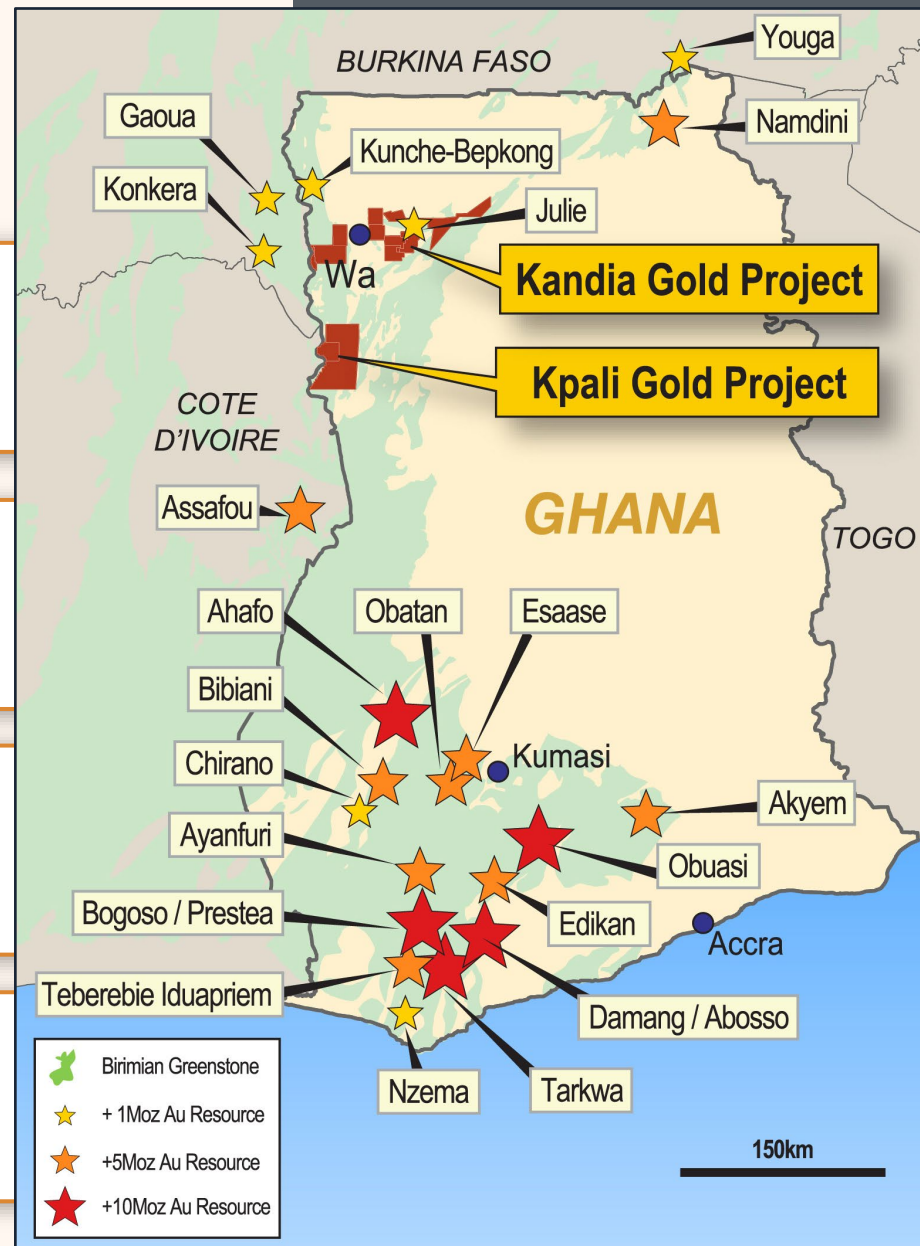 Youga
BURKINA FASO
Gaoua
Namdini
Kunche-Bepkong
Konkera
Julie
Wa
Kandia Gold Project
Kpali Gold Project
COTE
D'IVOIRE
Assafou
GHANA
TOGO
Ahafo
Obatan
Esaase
Bibiani
Kumasi
Chirano
Akyem
Ayanfuri
Obuasi
Bogoso / Prestea
Edikan
Accra
Teberebie Iduapriem
Damang / Abosso
Nzema
Tarkwa
Birimian Greenstone
+ 1Moz Au Resource
+5Moz Au Resource
+10Moz Au Resource
150km